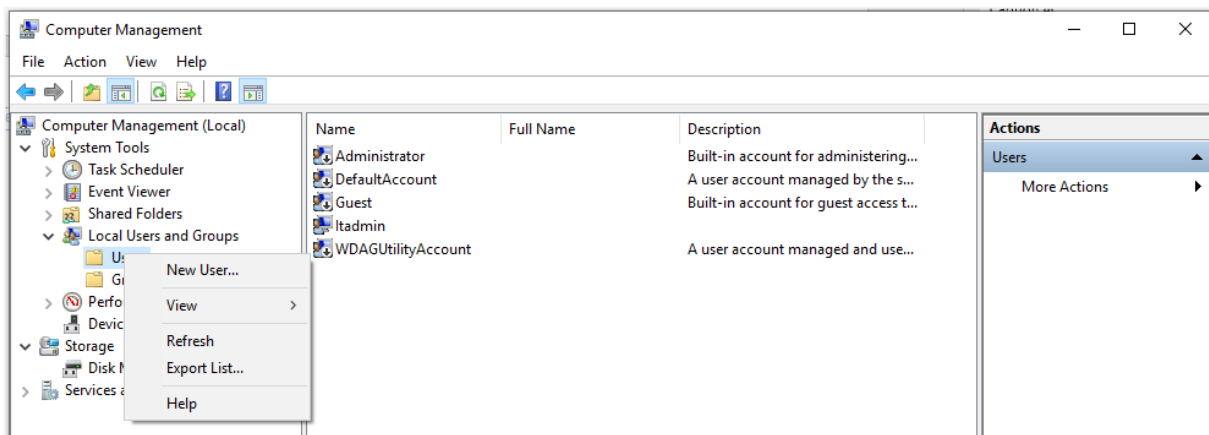 Computer Management
File Action View Help
Computer Management (Local)
System Tools
Task Scheduler
Event Viewer
Shared Folders
Local Users and Groups
Storage
Name Full Name Description
Administrator Built-in account for administering...
DefaultAccount A user account managed by the s...
Guest Built-in account for guest access t...
Itadmin
WDAGUtilityAccount A user account managed and use...
New User...
View
Refresh
Export List...
Help
Services
Actions
Users
More Actions